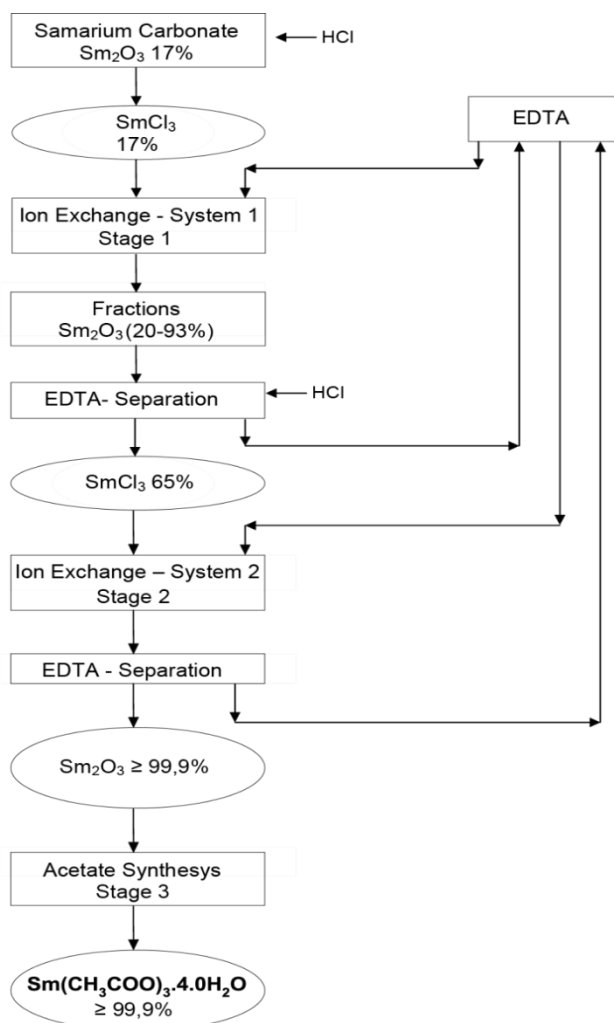 Samarium Carbonate
Sm₂O₃ 17%
HCl
SmCl₃
17%
EDTA
Ion Exchange - System 1
Stage 1
Fractions
Sm₂O₃ (20-93%)
EDTA- Separation
HCl
SmCl₃ 65%
Ion Exchange – System 2
Stage 2
EDTA - Separation
Sm₂O₃ ≥ 99,9%
Acetate Synthesys
Stage 3
Sm(CH₃COO)₃.4.0H₂O
≥ 99,9%